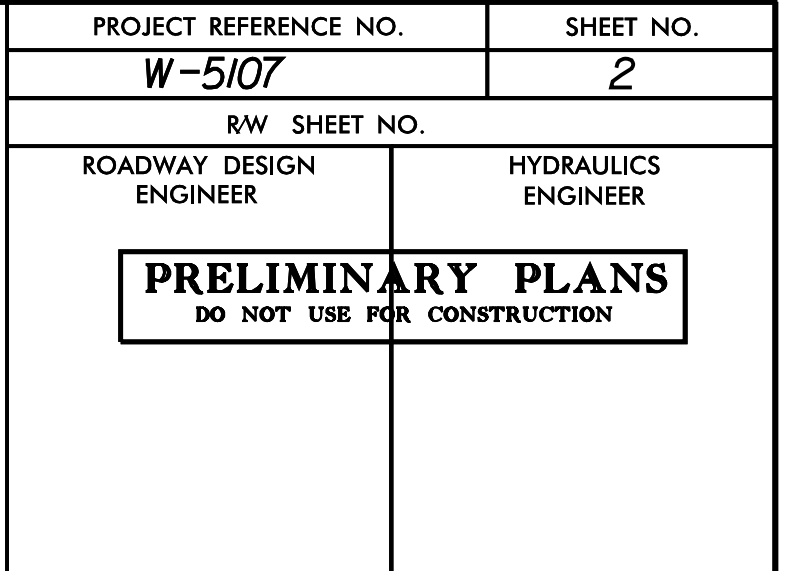 PROJECT REFERENCE NO. SHEET NO.
W-5107 2
R/W SHEET NO.
ROADWAY DESIGN HYDRAULICS
ENGINEER ENGINEER
PRELIMINARY PLANS
DO NOT USE FOR CONSTRUCTION